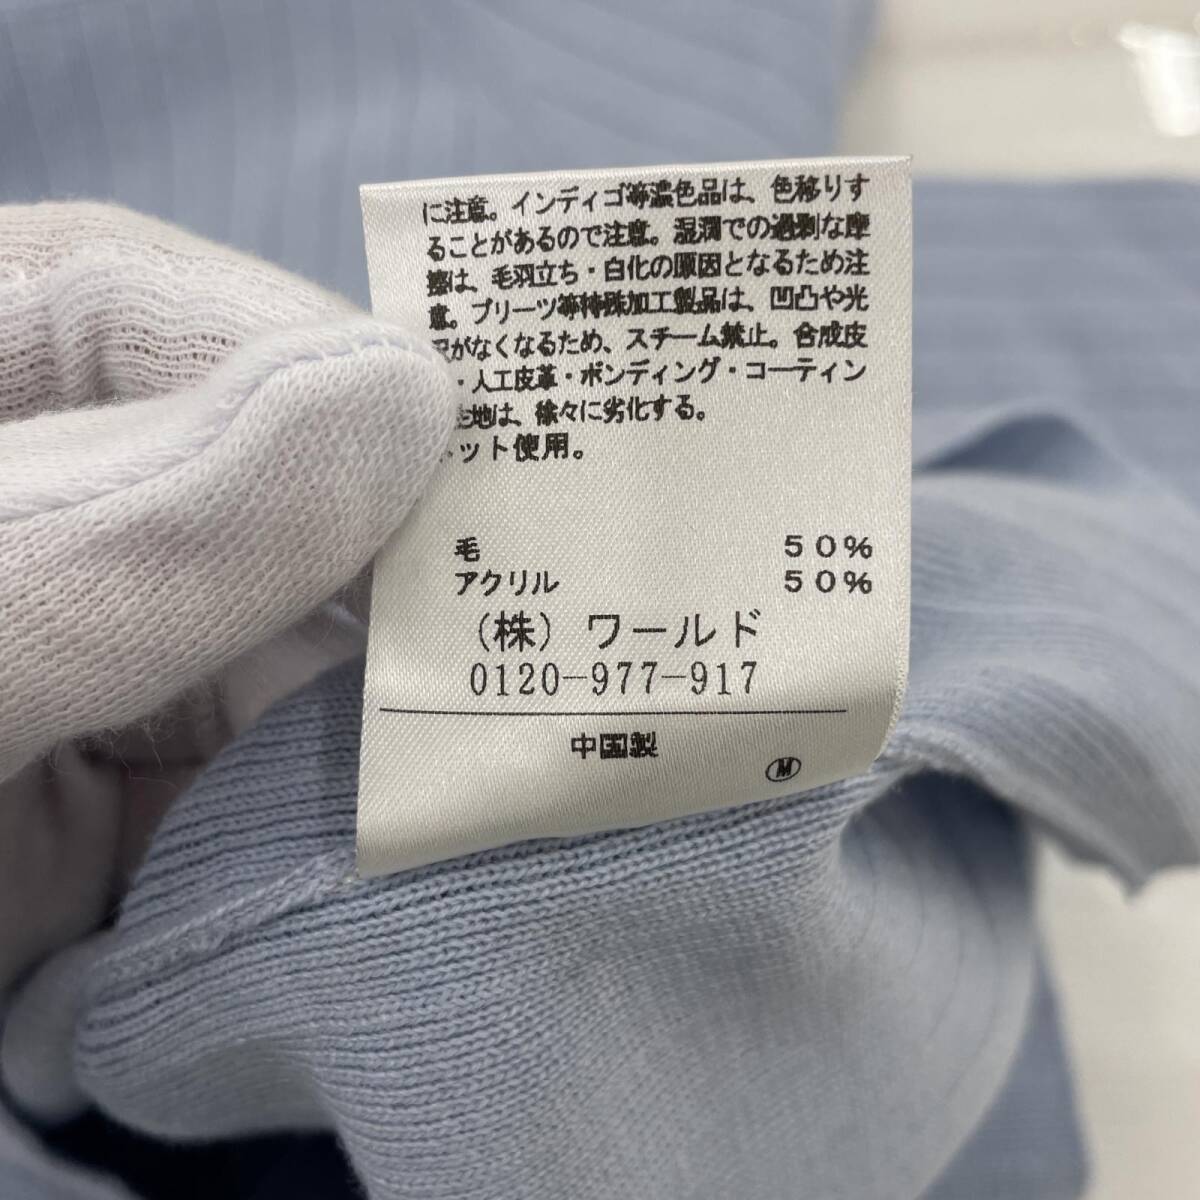 に注意。インディゴ等濃色品は、色移りす
ることがあるので注意。湿潤での過剰な摩
擦は、毛羽立ち・白化の原因となるため注
意。プリーツ等特殊加工製品は、凹凸や光
沢がなくなるため、スチーム禁止。合成皮
・人工皮革・ボンディング・コーティン
生地は、徐々に劣化する。
ネット使用。
毛 50%
アクリル 50%
(株)ワールド
0120-977-917
中国製
M